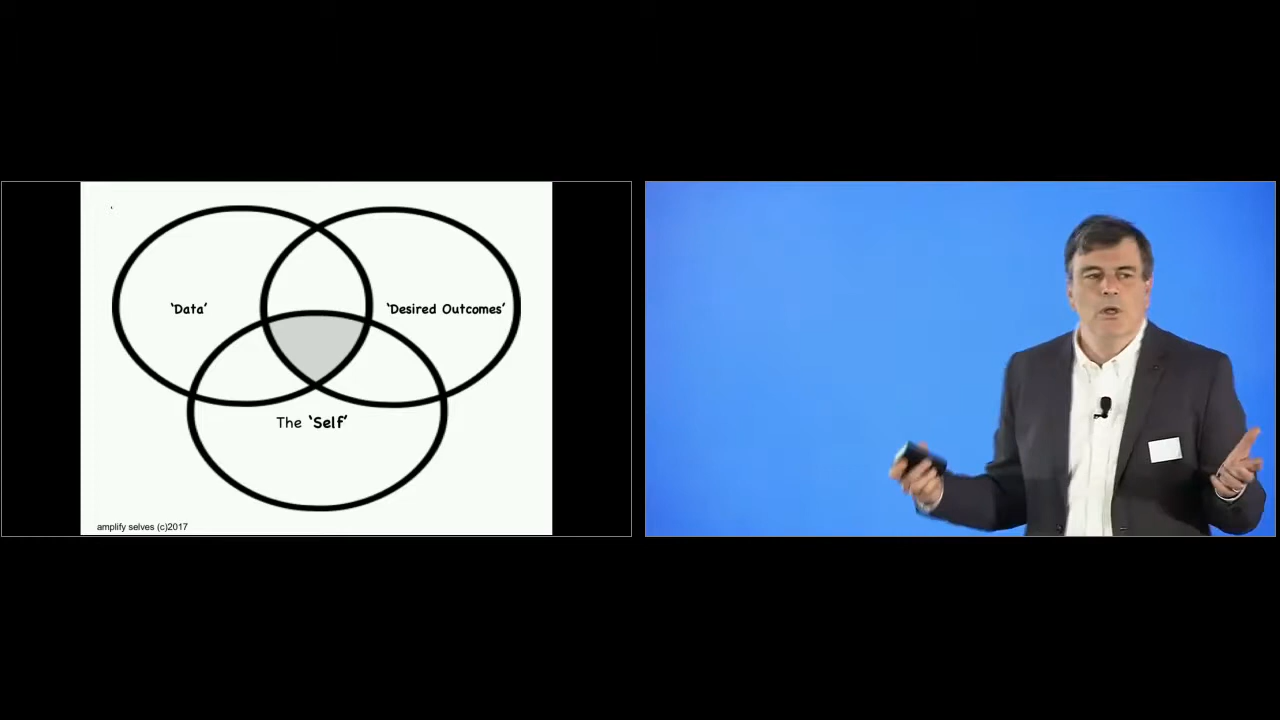 ‘Data’
‘Desired Outcomes’
The ‘Self’
amplify selves (c)2017